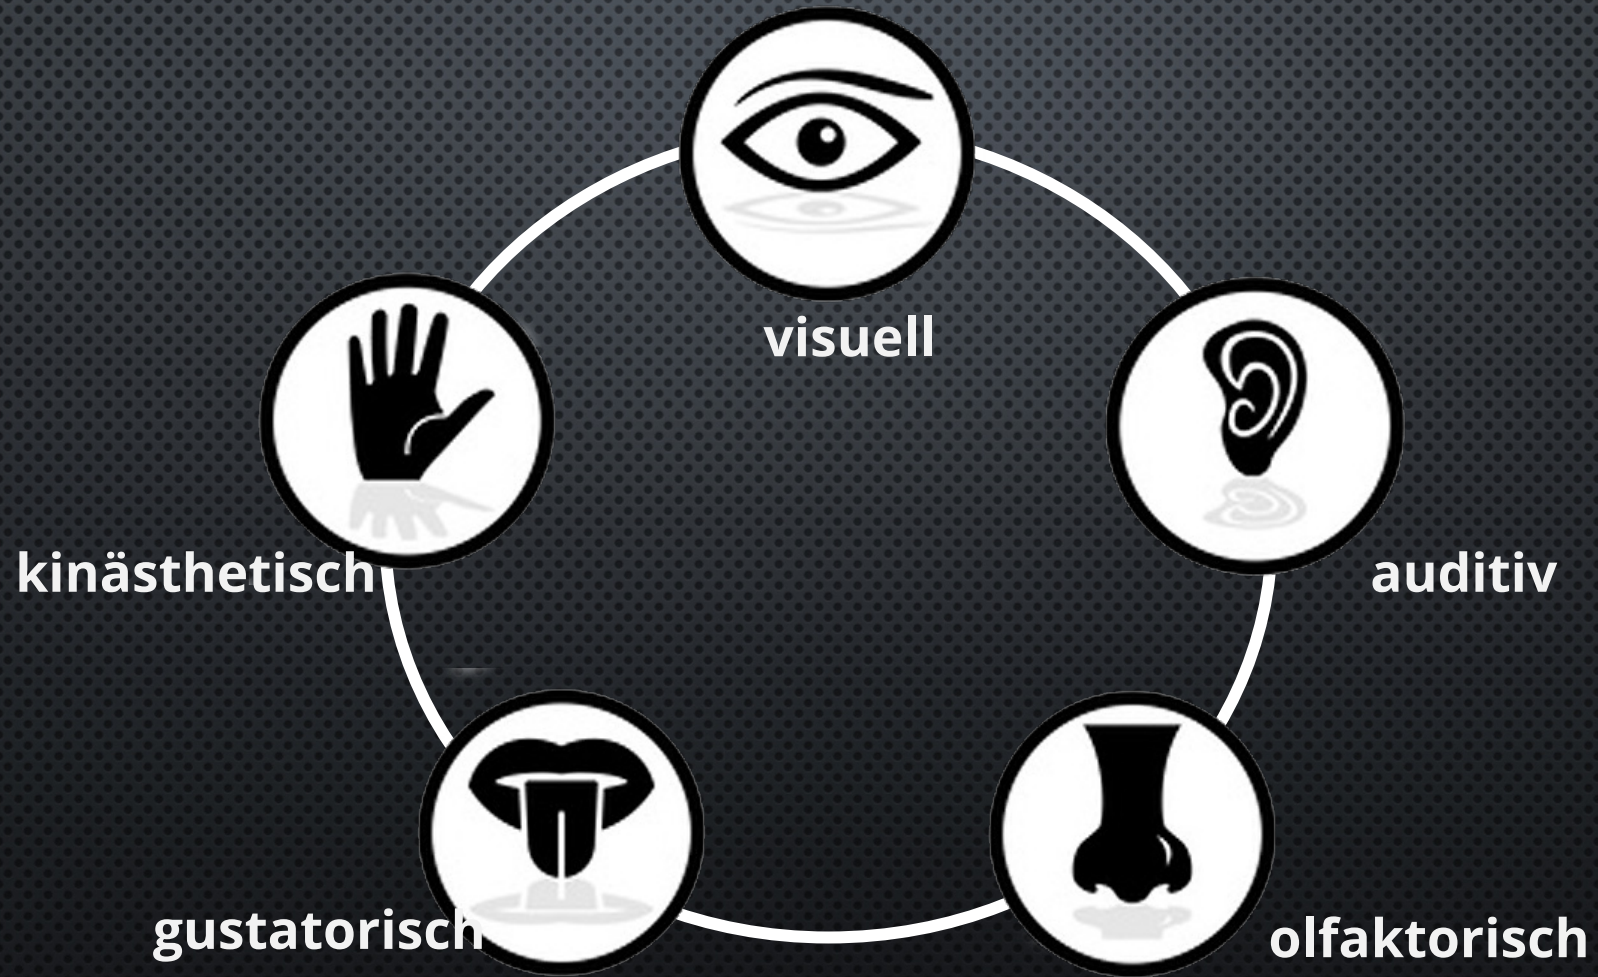 visuell
kinästhetisch
auditiv
gustatorisch
olfaktorisch